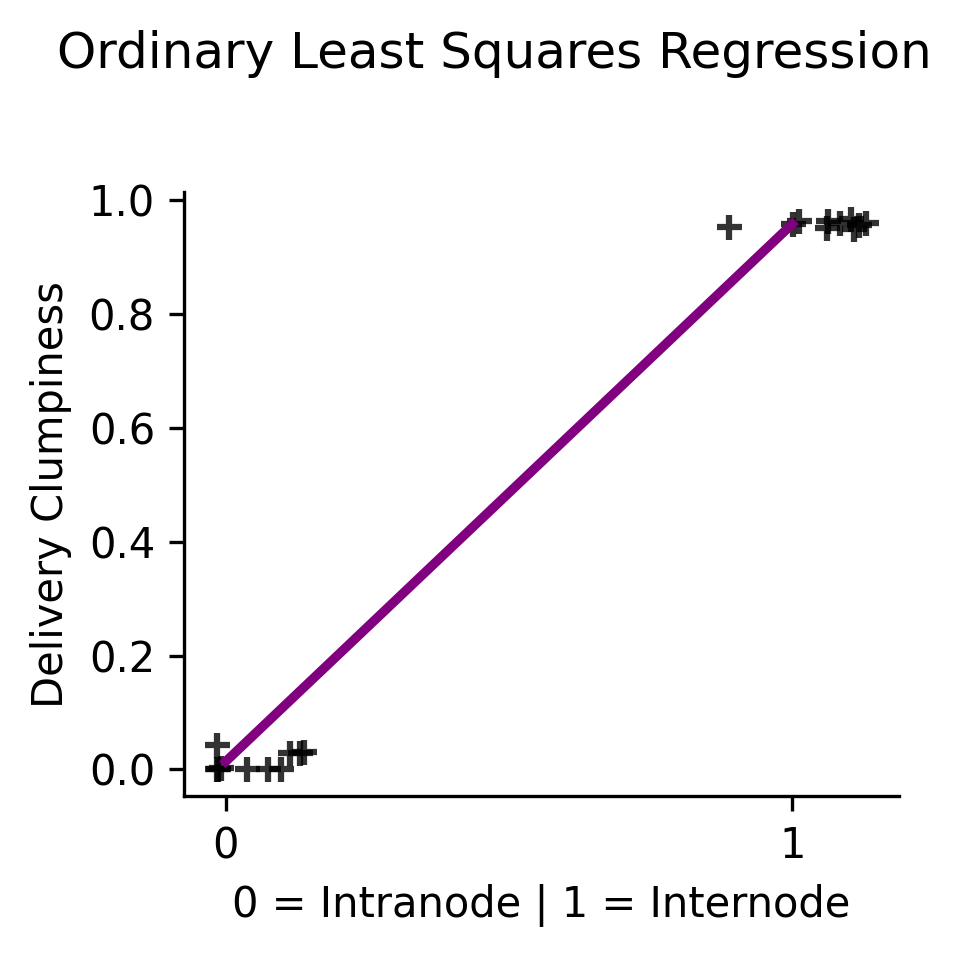 Ordinary Least Squares Regression
Delivery Clumpiness
1.0
0.8
0.6
0.4
0.2
0.0
0
1
0 = Intranode | 1 = Internode